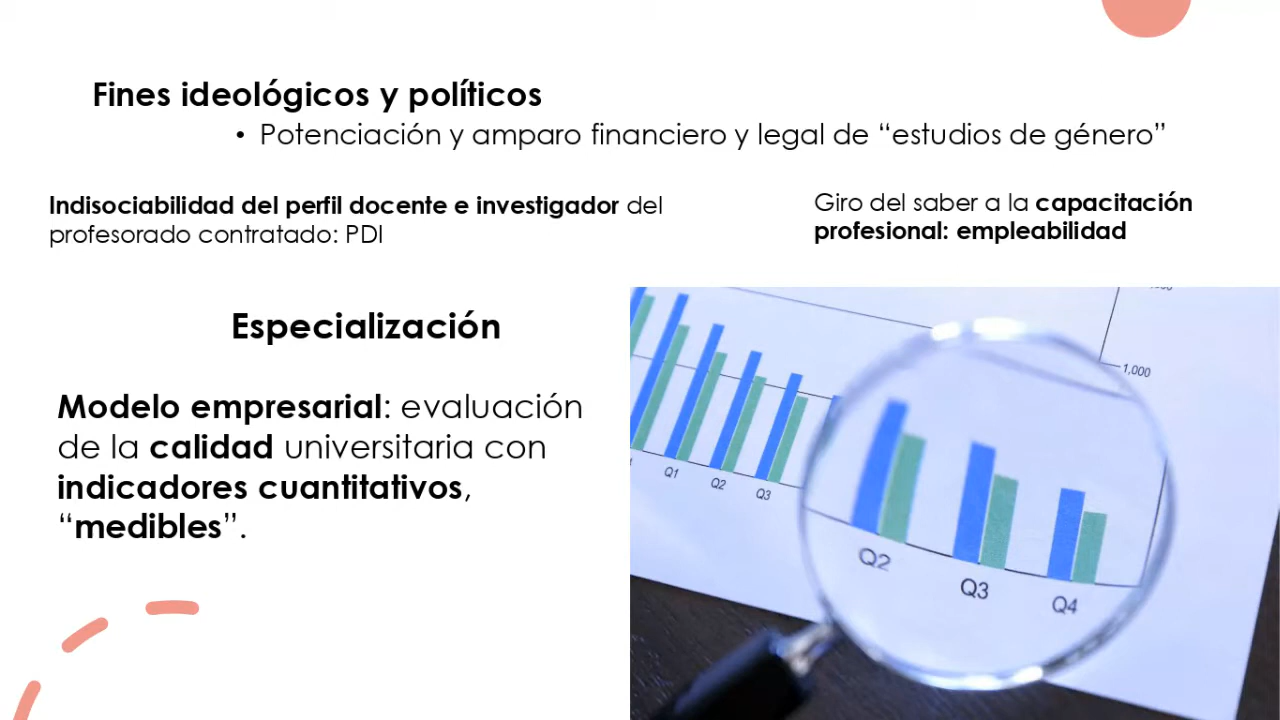 Fines ideológicos y políticos
• Potenciación y amparo financiero y legal de “estudios de género”
Indisociabilidad del perfil docente e investigador del
profesorado contratado: PDI
Giro del saber a la capacitación
profesional: empleabilidad
Especialización
Modelo empresarial: evaluación
de la calidad universitaria con
indicadores cuantitativos,
“medibles”.
1,000
Q1
Q2
Q3
Q2
Q3
Q4